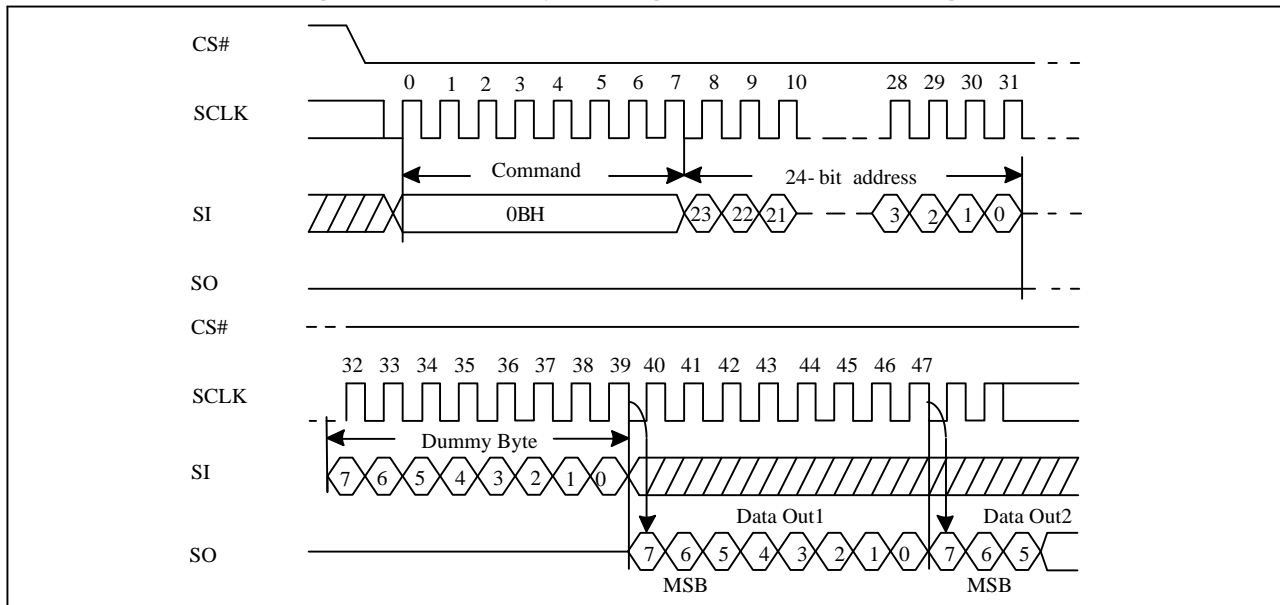 CS#
0 1 2 3 4 5 6 7 8 9 10 28 29 30 31
SCLK
Command
24- bit address
SI
0BH
23 22 21 3 2 1 0
SO
CS#
32 33 34 35 36 37 38 39 40 41 42 43 44 45 46 47
SCLK
Dummy Byte
SI
7 6 5 4 3 2 1 0
Data Out1
Data Out2
SO
7 6 5 4 3 2 1 0 7 6 5
MSB
MSB